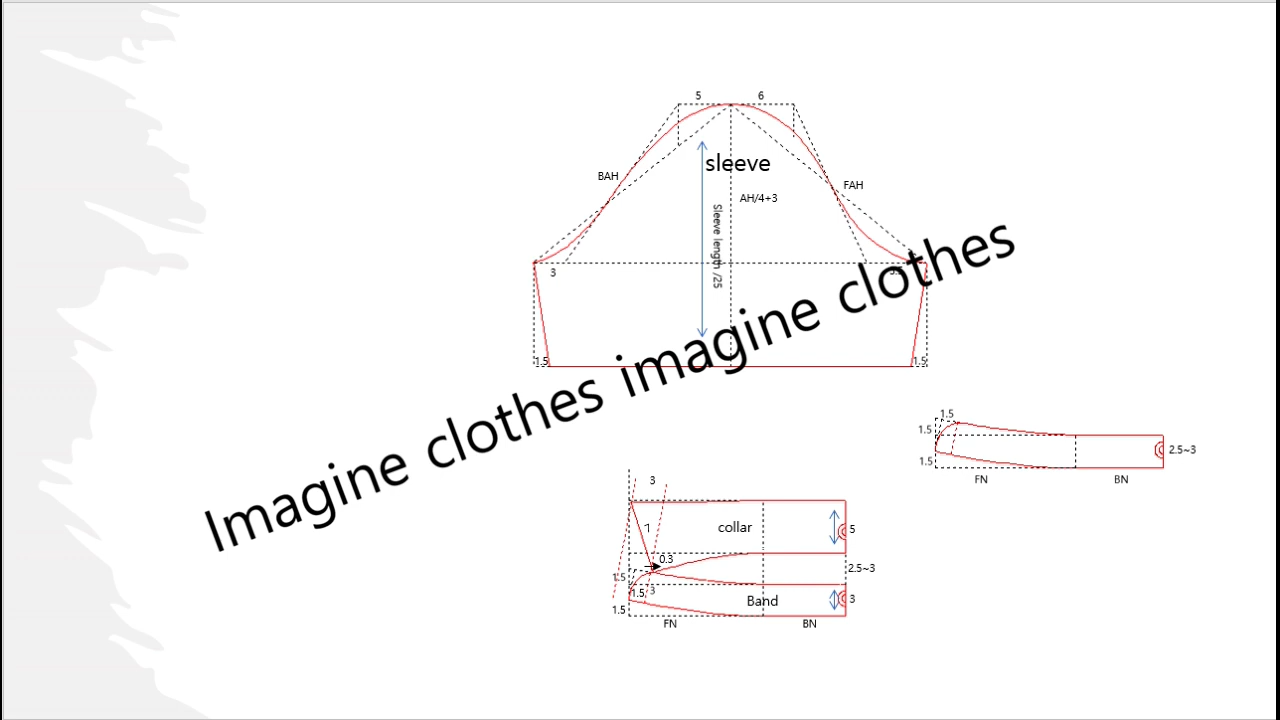 5 6
sleeve
BAH
FAH
AH/4+3
Sleeve length /25
3
1.5 1.5
Imagine clothes imagine clothes
1.5
1.5
1.5
2.5~3
FN BN
3
7
collar
5
0.3
2.5~3
1.5
1.5
3
Band
3
1.5
FN BN